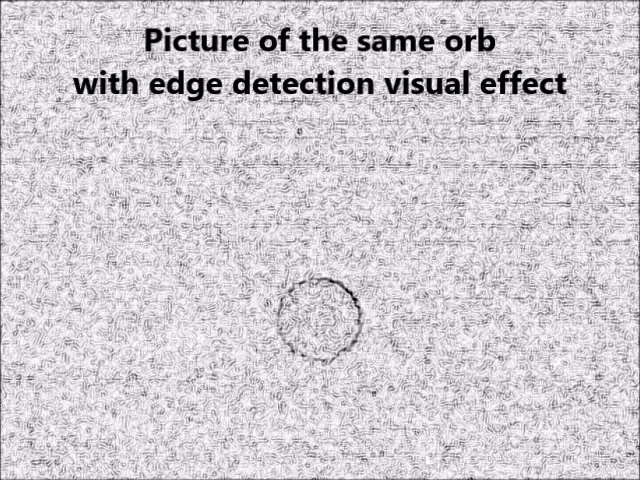 Picture of the same orb
with edge detection visual effect